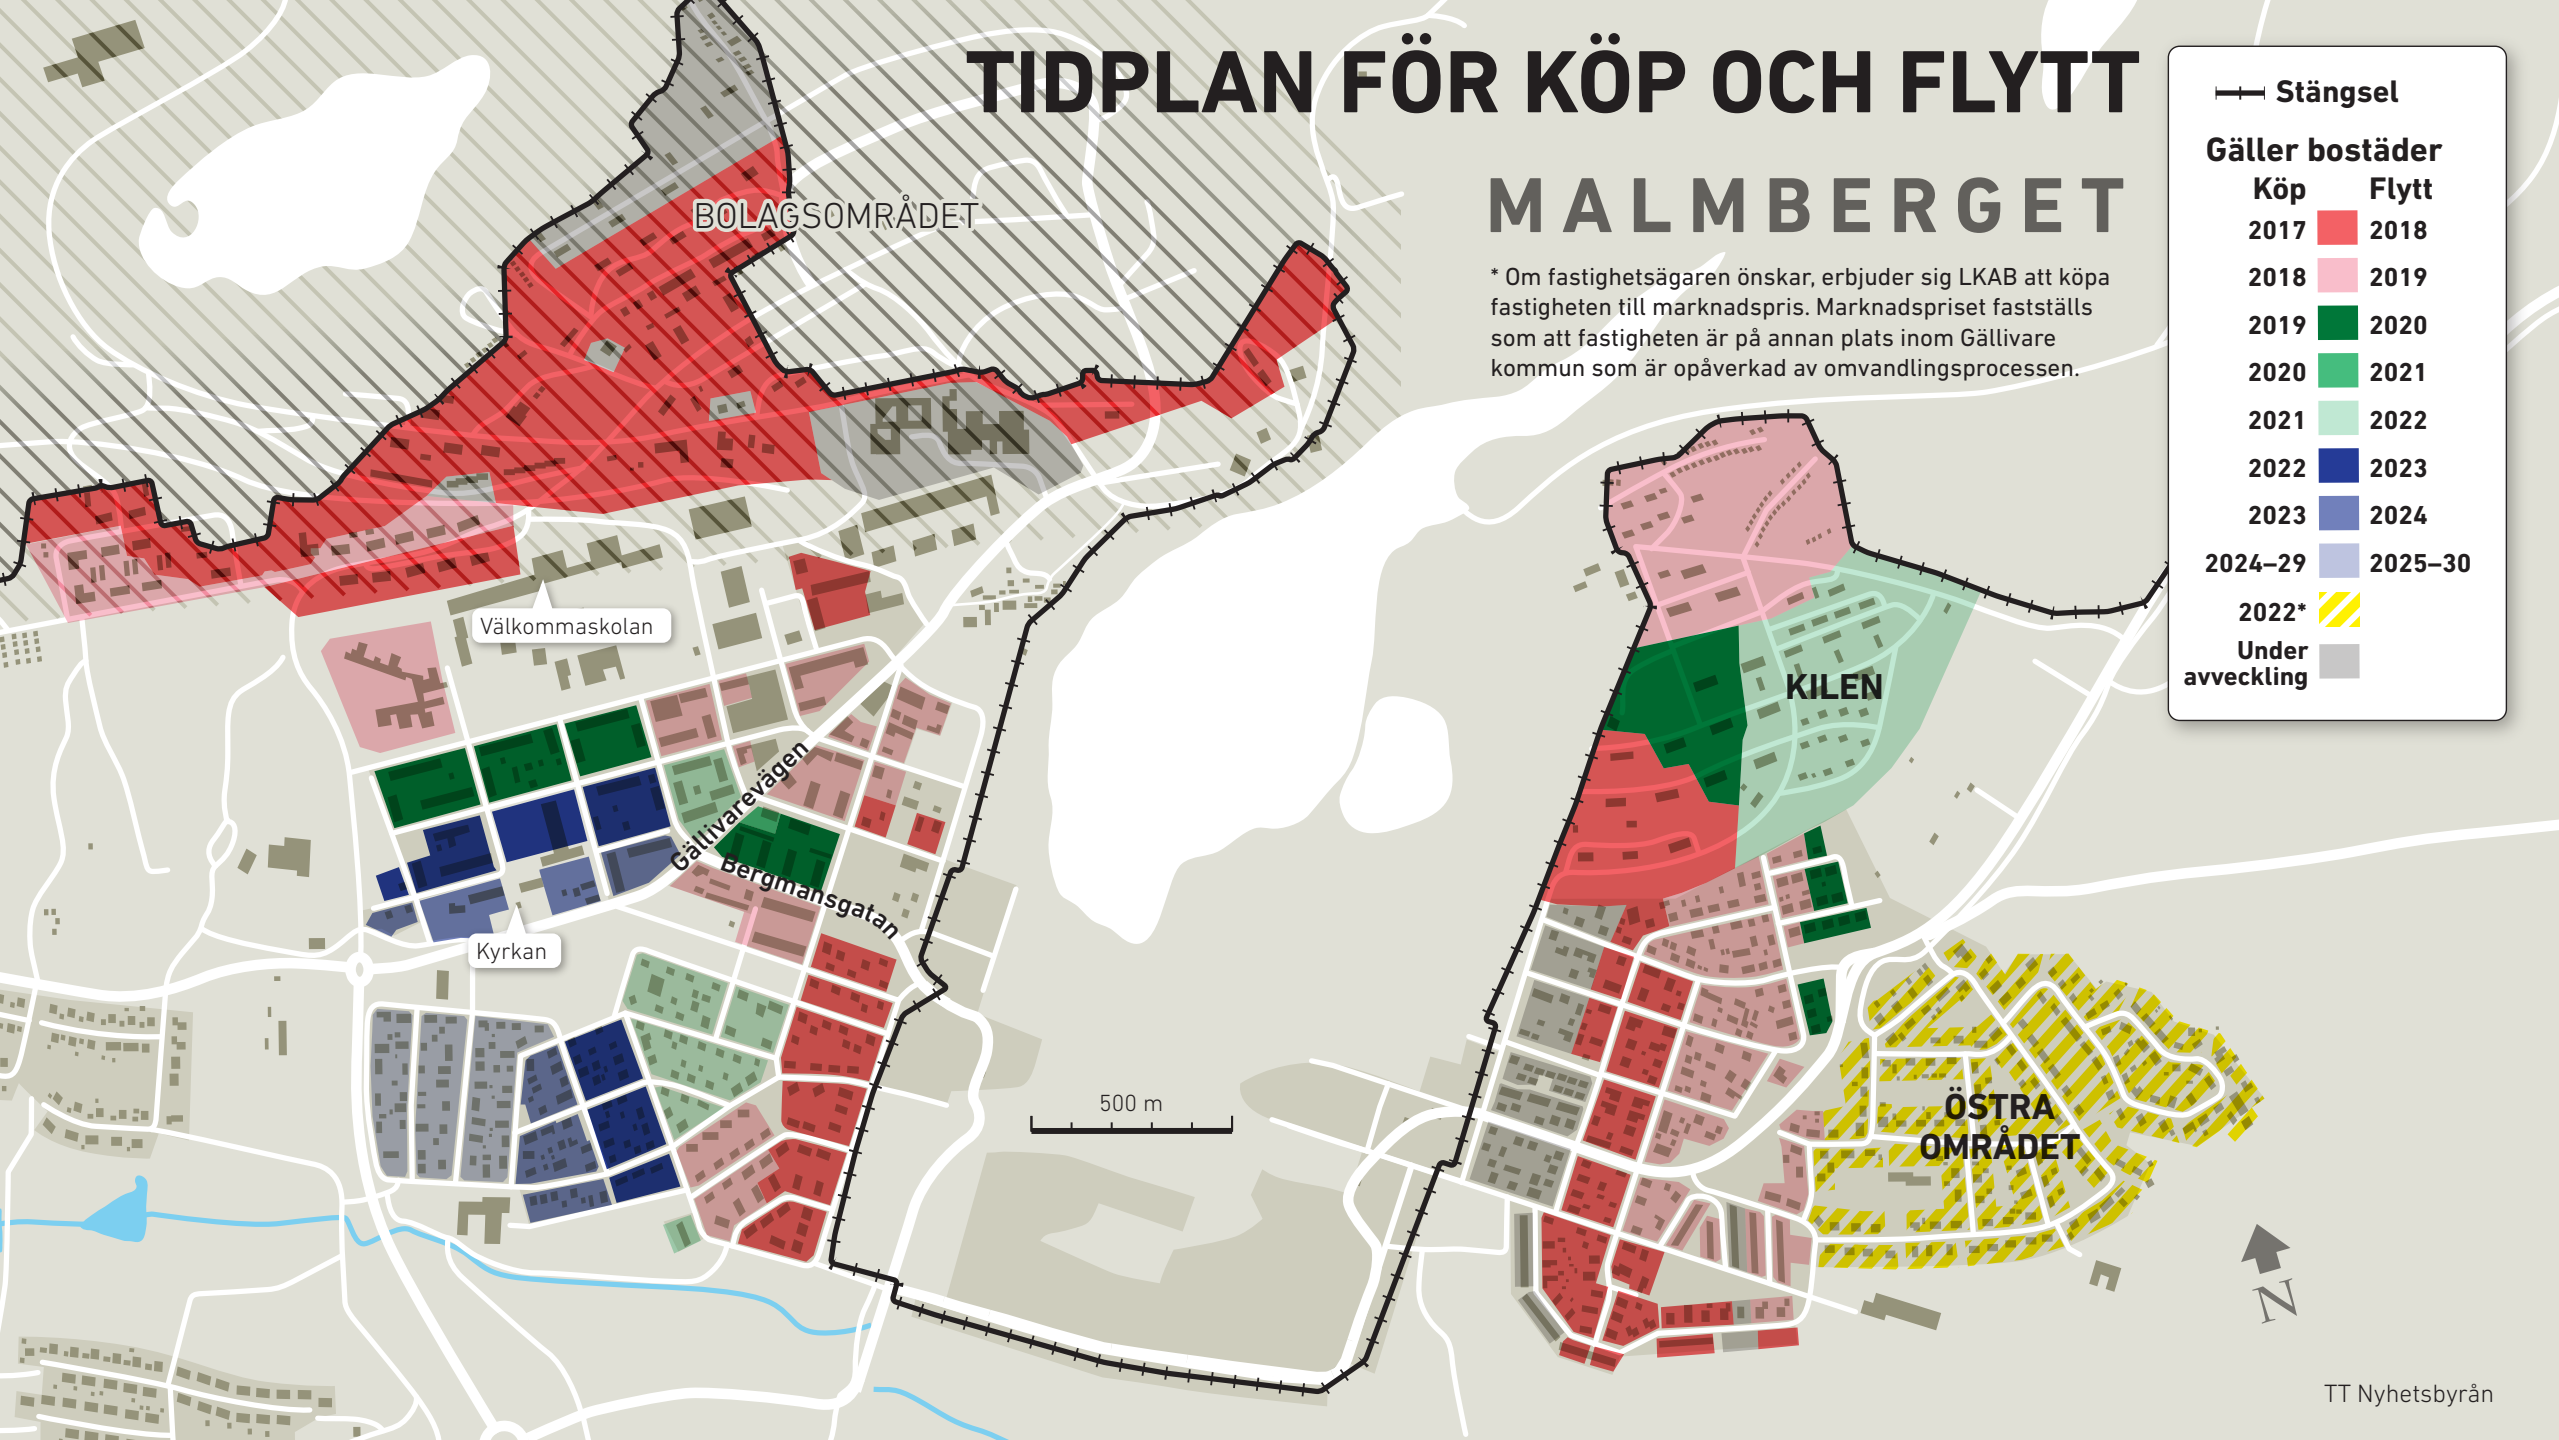 TIDPLAN FÖR KÖP OCH FLYTT
MALMBERGET
* Om fastighetsägaren önskar, erbjuder sig LKAB att köpa
fastigheten till marknadspris. Marknadspriset fastställs
som att fastigheten är på annan plats inom Gällivare
kommun som är opåverkad av omvandlingsprocessen.
Stängsel
Gäller bostäder
Köp Flytt
2017 2018
2018 2019
2019 2020
2020 2021
2021 2022
2022 2023
2023 2024
2024–29 2025–30
2022*
Under
avveckling
BOLAGSOMRÅDET
Välkommaskolan
KILEN
Gällivarevägen
Bergmansgatan
Kyrkan
500 m
ÖSTRA
OMRÅDET
N
TT Nyhetsbyrån